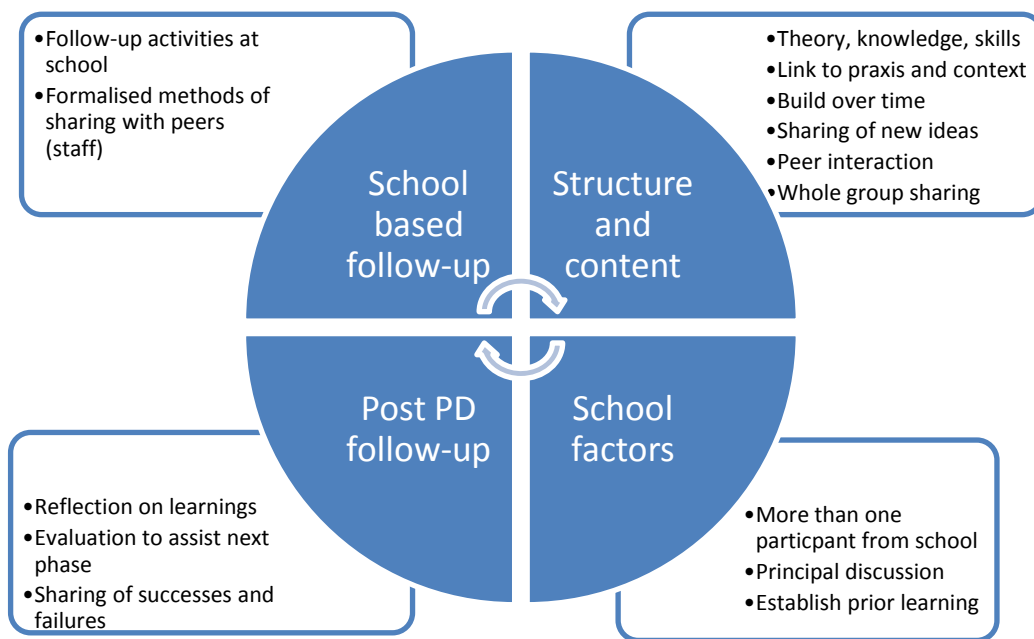 •Follow-up activities at
school
•Formalised methods of
sharing with peers
(staff)
•Theory, knowledge, skills
•Link to praxis and context
•Build over time
•Sharing of new ideas
•Peer interaction
•Whole group sharing
School
based
follow-up
Structure
and
content
Post PD
follow-up
School
factors
•Reflection on learnings
•Evaluation to assist next
phase
•Sharing of successes and
failures
•More than one
particpant from school
•Principal discussion
•Establish prior learning